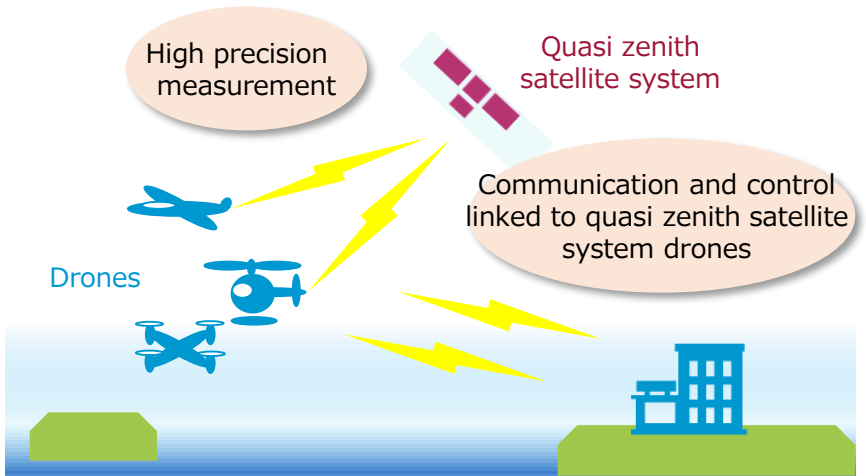 High precision
measurement
Quasi zenith
satellite system
Communication and control
linked to quasi zenith satellite
system drones
Drones